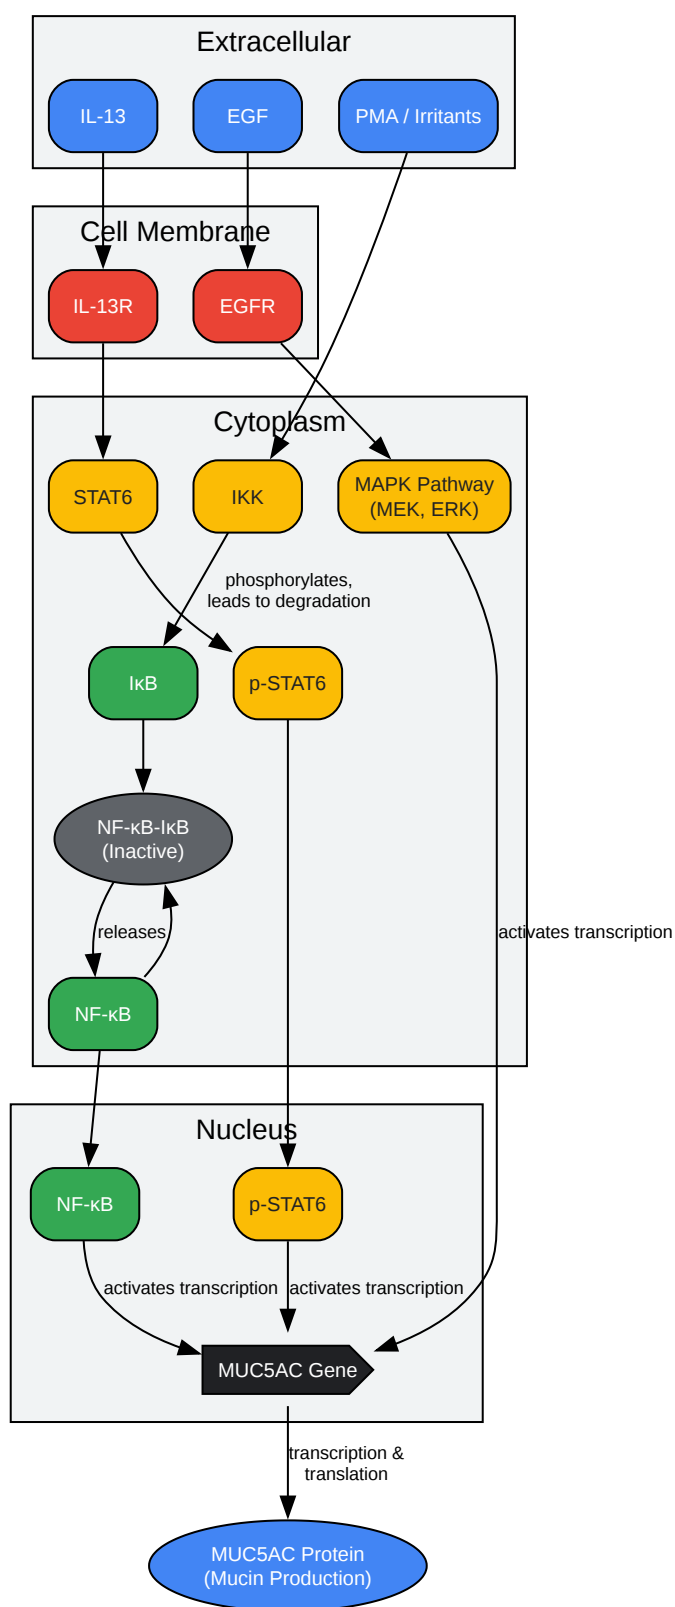 Extracellular
IL-13
EGF
PMA / Irritants
Cell Membrane
IL-13R
EGFR
Cytoplasm
STAT6
IKK
MAPK Pathway
(MEK, ERK)
phosphorylates,
leads to degradation
IκB
p-STAT6
NF-κB-IκB
(Inactive)
releases
activates transcription
NF-κB
Nucleus
NF-κB
p-STAT6
activates transcription
activates transcription
MUC5AC Gene
transcription &
translation
MUC5AC Protein
(Mucin Production)